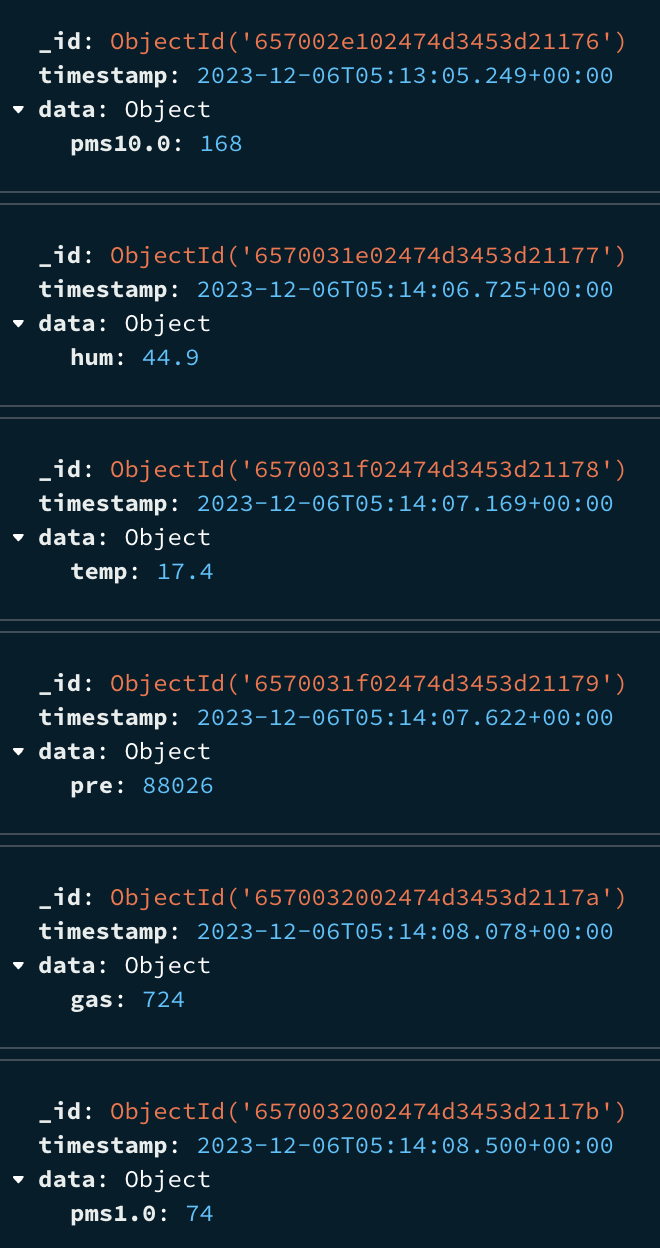 _id: ObjectId('657002e102474d3453d21176')
timestamp: 2023-12-06T05:13:05.249+00:00
data: Object
pms10.0: 168
_id: ObjectId('6570031e02474d3453d21177')
timestamp: 2023-12-06T05:14:06.725+00:00
data: Object
hum: 44.9
_id: ObjectId('6570031f02474d3453d21178')
timestamp: 2023-12-06T05:14:07.169+00:00
data: Object
temp: 17.4
_id: ObjectId('6570031f02474d3453d21179')
timestamp: 2023-12-06T05:14:07.622+00:00
data: Object
pre: 88026
_id: ObjectId('6570032002474d3453d2117a')
timestamp: 2023-12-06T05:14:08.078+00:00
data: Object
gas: 724
_id: ObjectId('6570032002474d3453d2117b')
timestamp: 2023-12-06T05:14:08.500+00:00
data: Object
pms1.0: 74